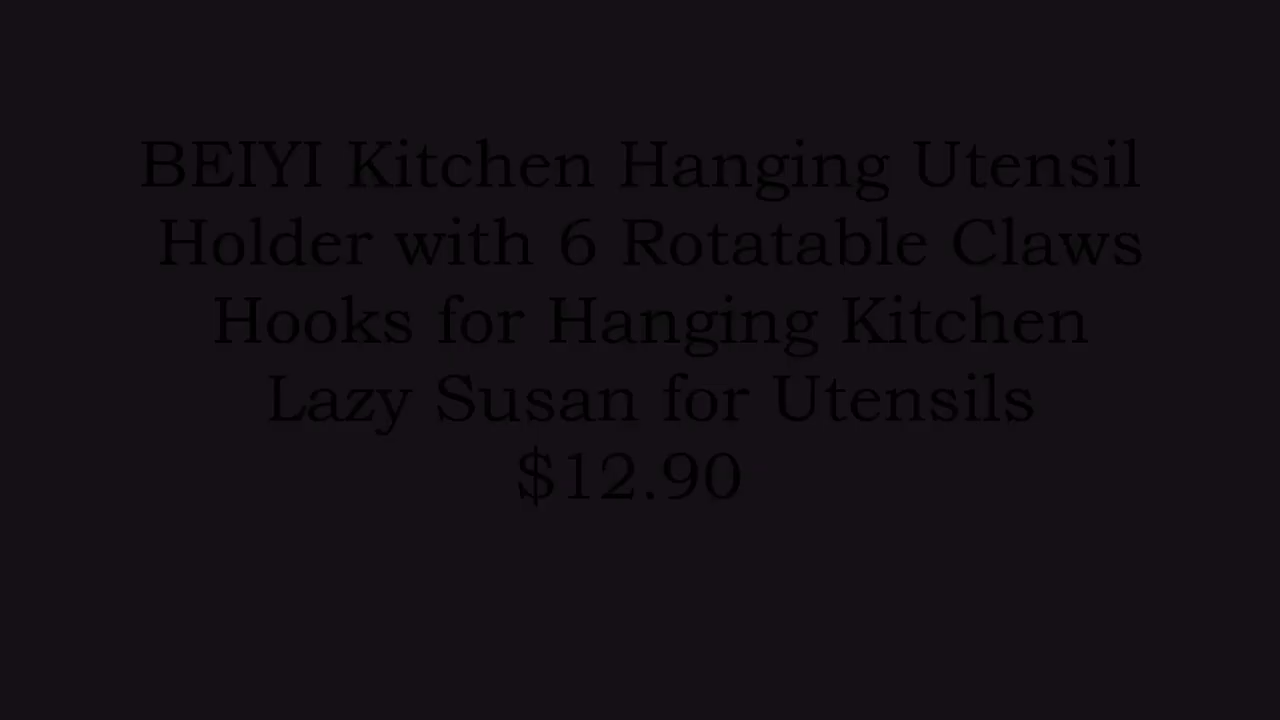 BEIYI Kitchen Hanging Utensil
Holder with 6 Rotatable Claws
Hooks for Hanging Kitchen
Lazy Susan for Utensils
$12.90